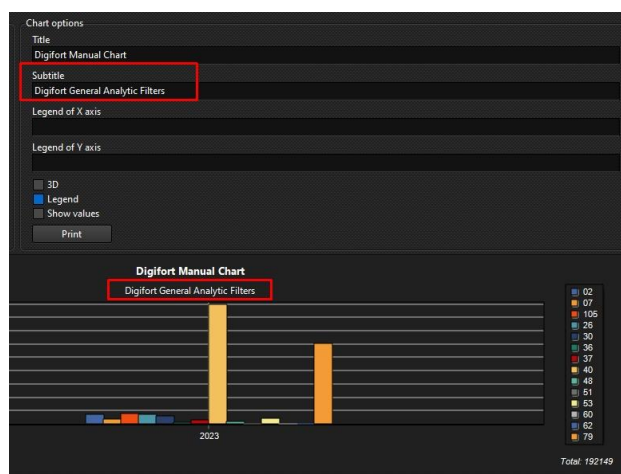 Chart options
Title
Digifort Manual Chart
Subtitle
Digifort General Analytic Filters
Legend of X axis
Legend of Y axis
3D
Legend
Show values
Print
Digifort Manual Chart
Digifort General Analytic Filters
2023
02
07
105
26
30
36
37
40
48
51
53
60
62
79
Total: 192149